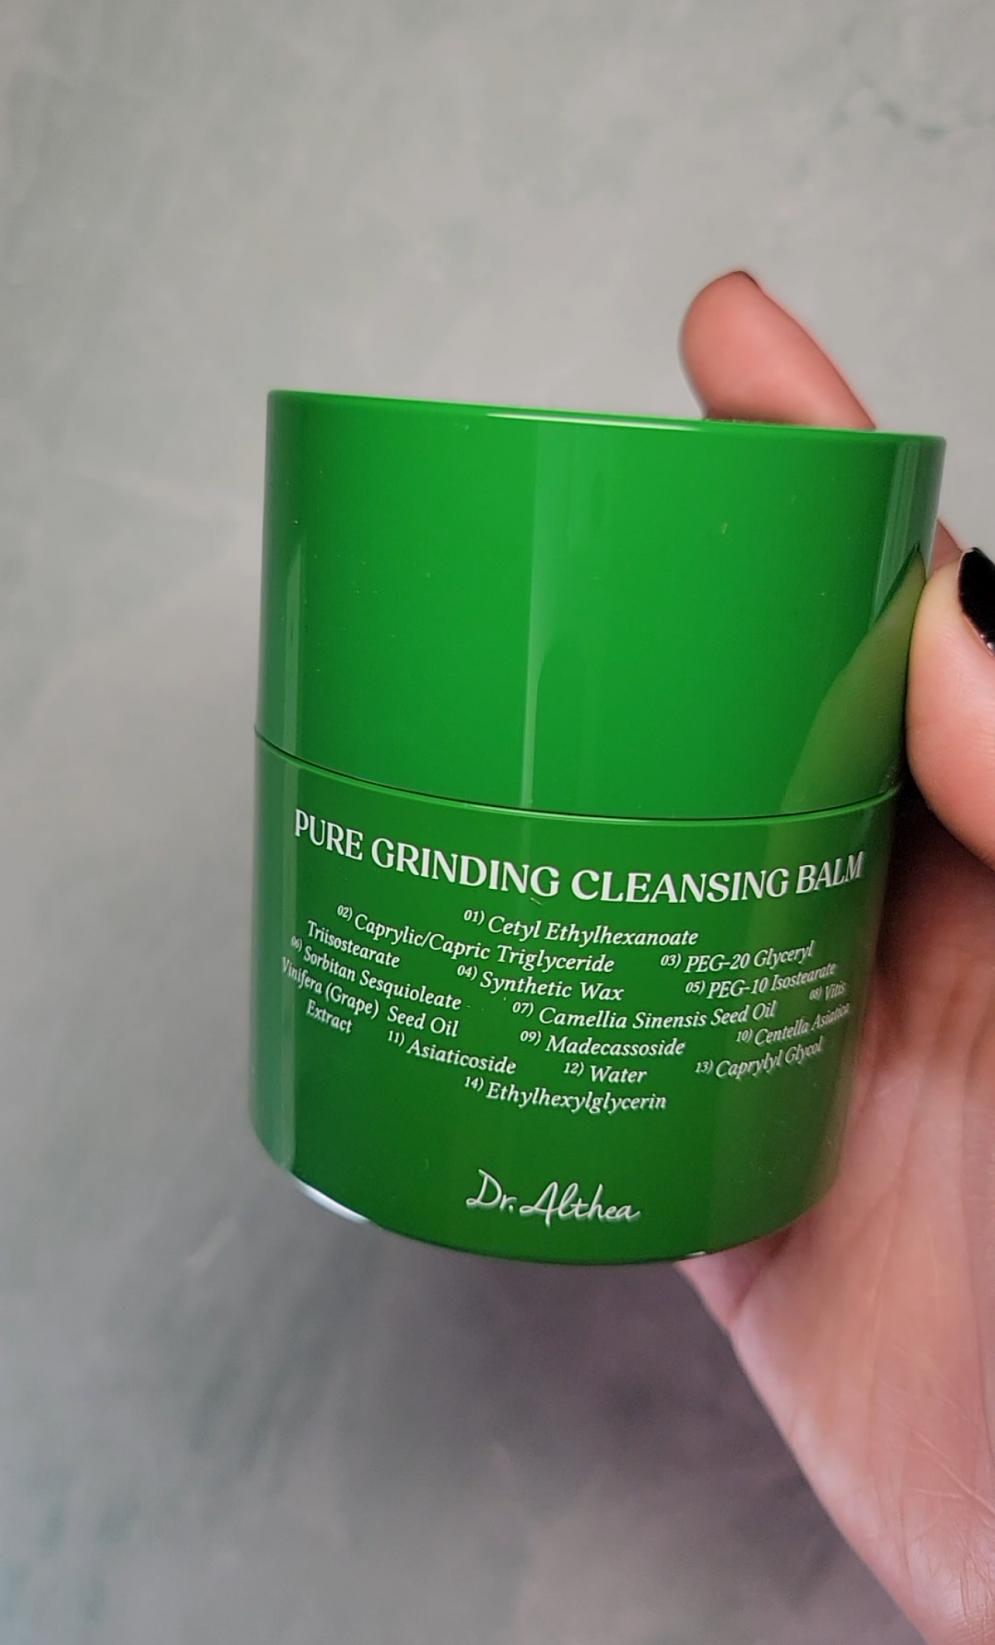 PURE GRINDING CLEANSING BALM
01) Cetyl Ethylhexanoate
02) Caprylic/Capric Triglyceride 03) PEG-20 Glyceryl
Triisostearate 04) Synthetic Wax 05) PEG-10 Isostearate
06) Sorbitan Sesquioleate 07) Camellia Sinensis Seed Oil 08) Vitis
Vinifera (Grape) Seed Oil 09) Madecassoside 10) Centella Asiatica
Extract 11) Asiaticoside 12) Water 13) Caprylyl Glycol
14) Ethylhexylglycerin
Dr. Althea